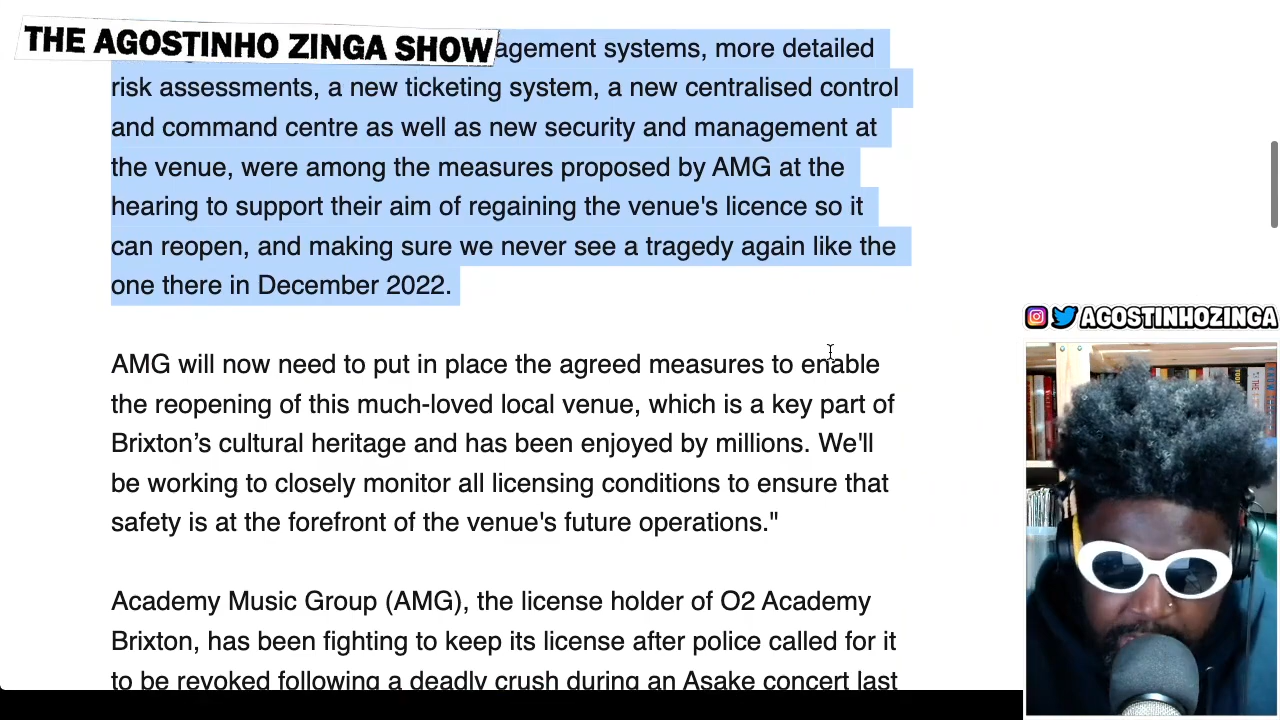 THE AGOSTINHO ZINGA SHOW
agement systems, more detailed
risk assessments, a new ticketing system, a new centralised control
and command centre as well as new security and management at
the venue, were among the measures proposed by AMG at the
hearing to support their aim of regaining the venue's licence so it
can reopen, and making sure we never see a tragedy again like the
one there in December 2022.
AMG will now need to put in place the agreed measures to enable
the reopening of this much-loved local venue, which is a key part of
Brixton’s cultural heritage and has been enjoyed by millions. We'll
be working to closely monitor all licensing conditions to ensure that
safety is at the forefront of the venue's future operations."
Academy Music Group (AMG), the license holder of O2 Academy
Brixton, has been fighting to keep its license after police called for it
to be revoked following a deadly crush during an Asake concert last
AGOSTINHOZINGA